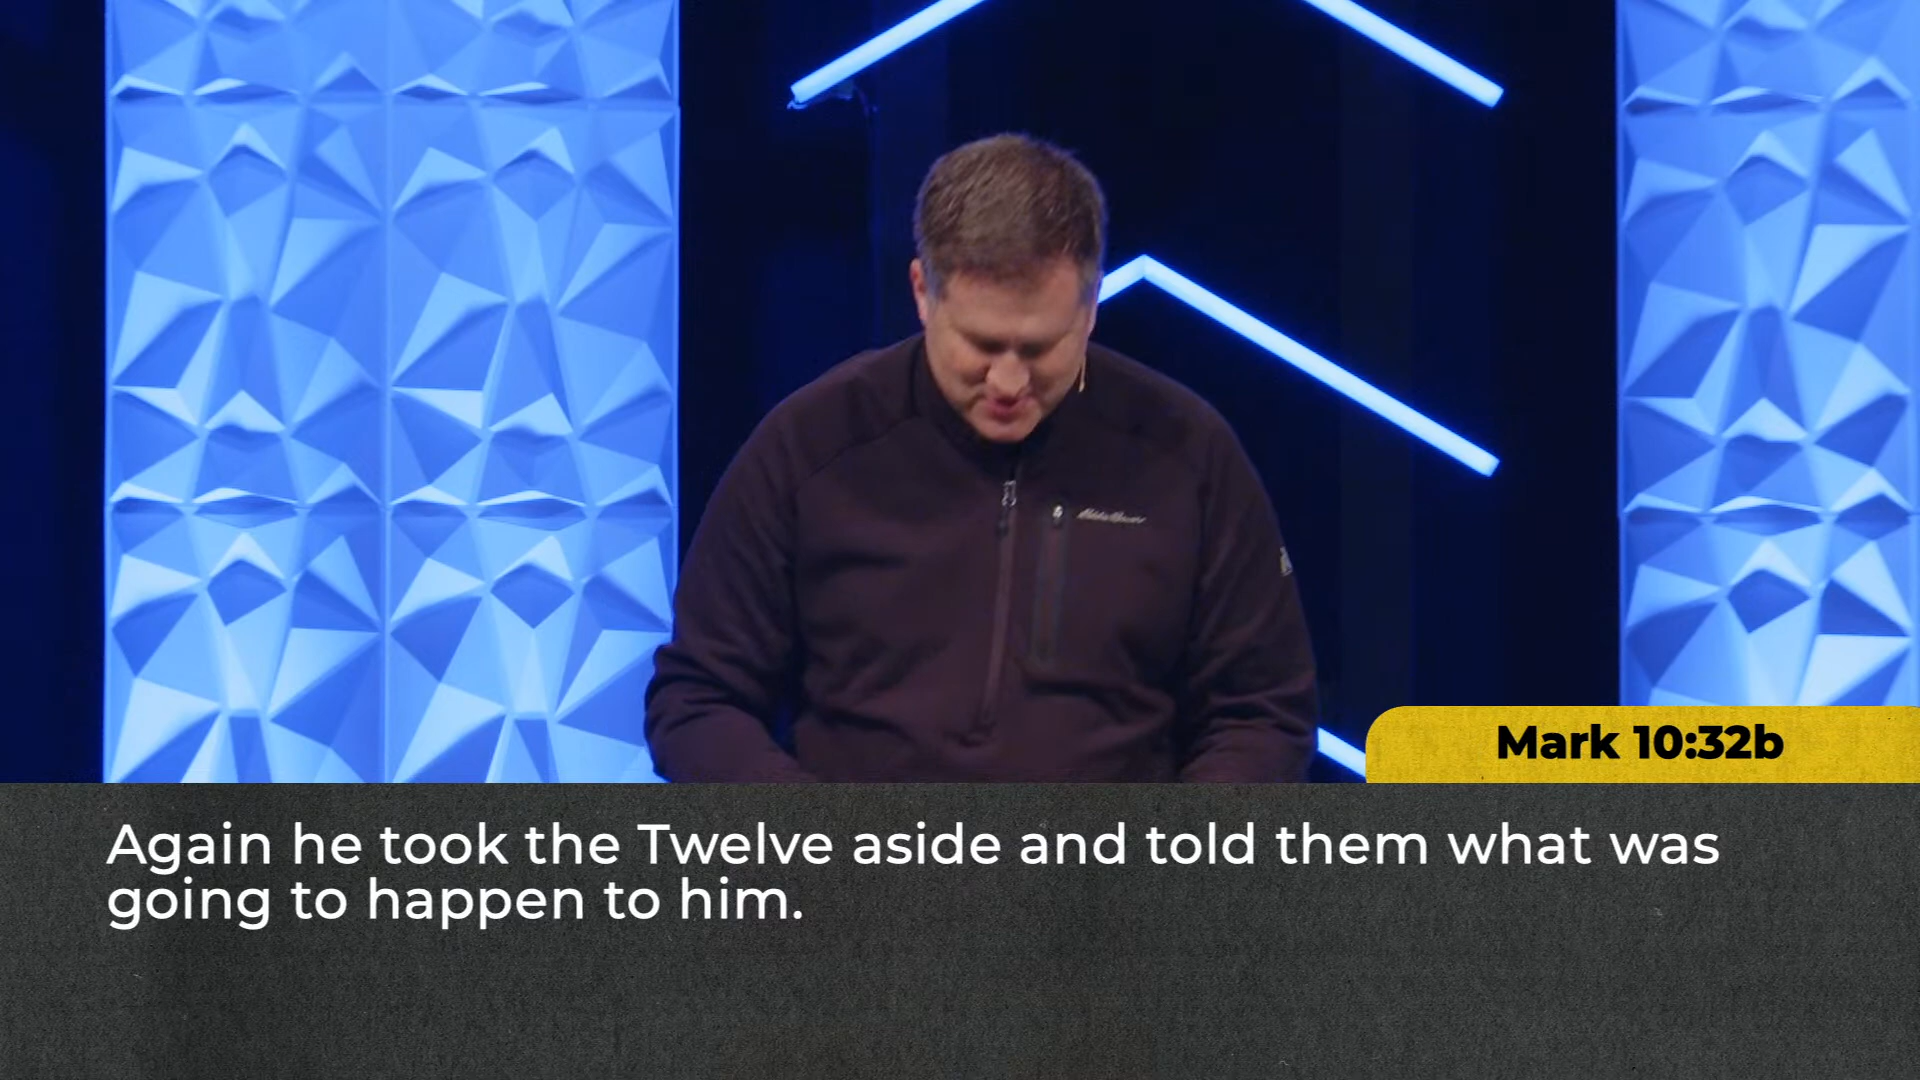 Mark 10:32b
Again he took the Twelve aside and told them what was
going to happen to him.